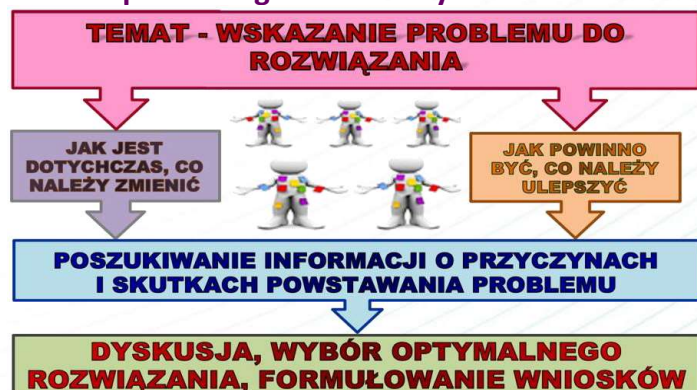 TEMAT - WSKAZANIE PROBLEMU DO
ROZWIĄZANIA
JAK JEST
DOTYCHCZAS, CO
NALEŻY ZMIENIĆ
JAK POWINNO
BYĆ, CO NALEŻY
ULEPSZYĆ
POSZUKIWANIE INFORMACJI O PRZYCZYNACH
I SKUTKACH POWSTAWANIA PROBLEMU
DYSKUSJA, WYBÓR OPTYMALNEGO
ROZWIĄZANIA, FORMUŁOWANIE WNIOSKÓW